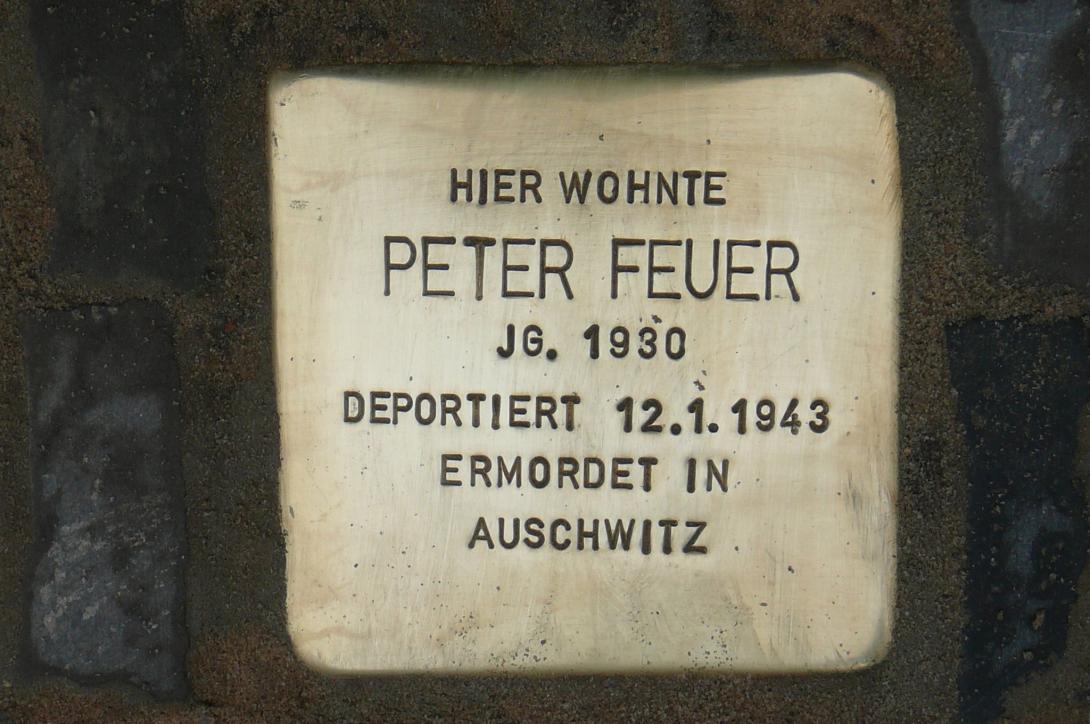 HIER WOHNTE
PETER FEUER
JG. 1930
DEPORTIERT 12.1.1943
ERMORDET IN
AUSCHWITZ